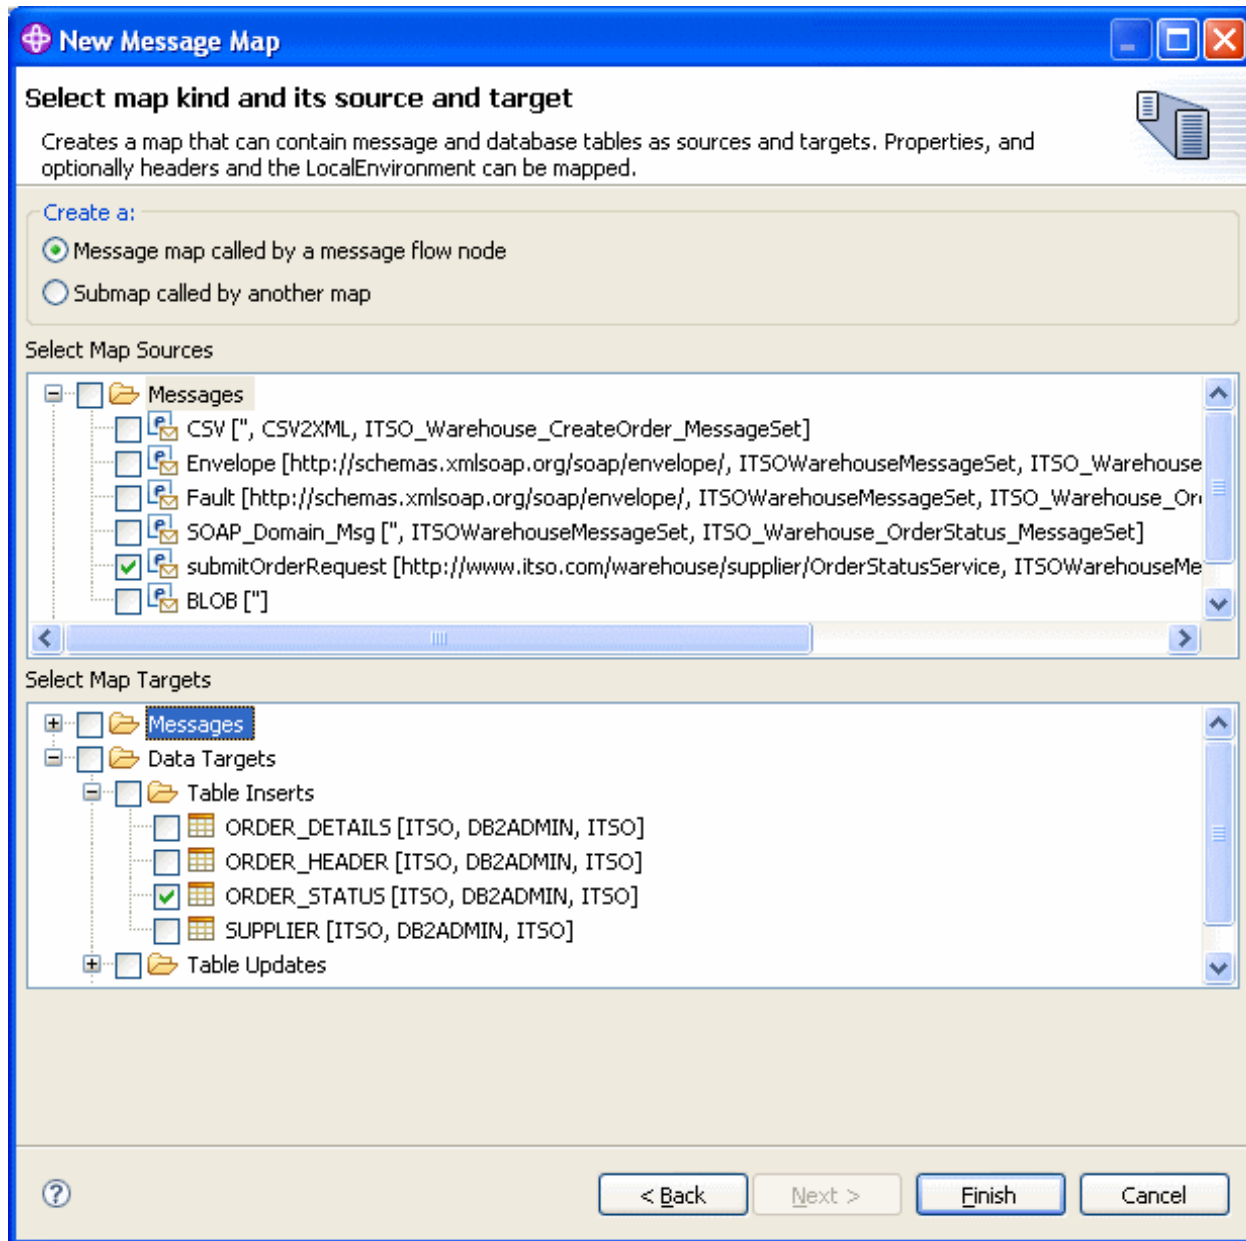 New Message Map
Select map kind and its source and target
Creates a map that can contain message and database tables as sources and targets. Properties, and
optionally headers and the LocalEnvironment can be mapped.
Create a:
Message map called by a message flow node
Submap called by another map
Select Map Sources
Messages
CSV ['', CSV2XML, ITSO_Warehouse_CreateOrder_MessageSet]
Envelope [http://schemas.xmlsoap.org/soap/envelope/, ITSOWarehouseMessageSet, ITSO_Warehouse
Fault [http://schemas.xmlsoap.org/soap/envelope/, ITSOWarehouseMessageSet, ITSO_Warehouse_Or
SOAP_Domain_Msg ['', ITSOWarehouseMessageSet, ITSO_Warehouse_OrderStatus_MessageSet]
submitOrderRequest [http://www.itso.com/warehouse/supplier/OrderStatusService, ITSOWarehouseMe
BLOB ['']
Select Map Targets
Messages
Data Targets
Table Inserts
ORDER_DETAILS [ITSO, DB2ADMIN, ITSO]
ORDER_HEADER [ITSO, DB2ADMIN, ITSO]
ORDER_STATUS [ITSO, DB2ADMIN, ITSO]
SUPPLIER [ITSO, DB2ADMIN, ITSO]
Table Updates
? < Back Next > Finish Cancel